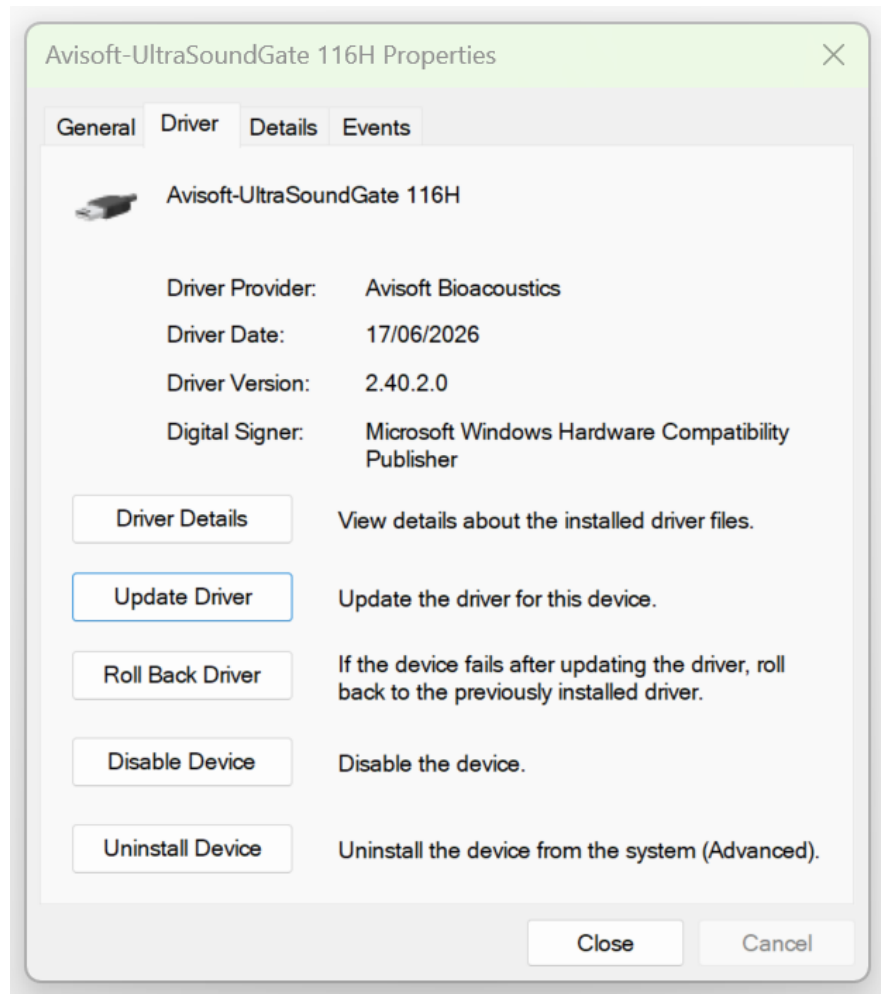 Avisoft-UltraSoundGate 116H Properties
General Driver Details Events
Avisoft-UltraSoundGate 116H
Driver Provider: Avisoft Bioacoustics
Driver Date: 17/06/2026
Driver Version: 2.40.2.0
Digital Signer: Microsoft Windows Hardware Compatibility
Publisher
Driver Details View details about the installed driver files.
Update Driver Update the driver for this device.
Roll Back Driver If the device fails after updating the driver, roll
back to the previously installed driver.
Disable Device Disable the device.
Uninstall Device Uninstall the device from the system (Advanced).
Close Cancel